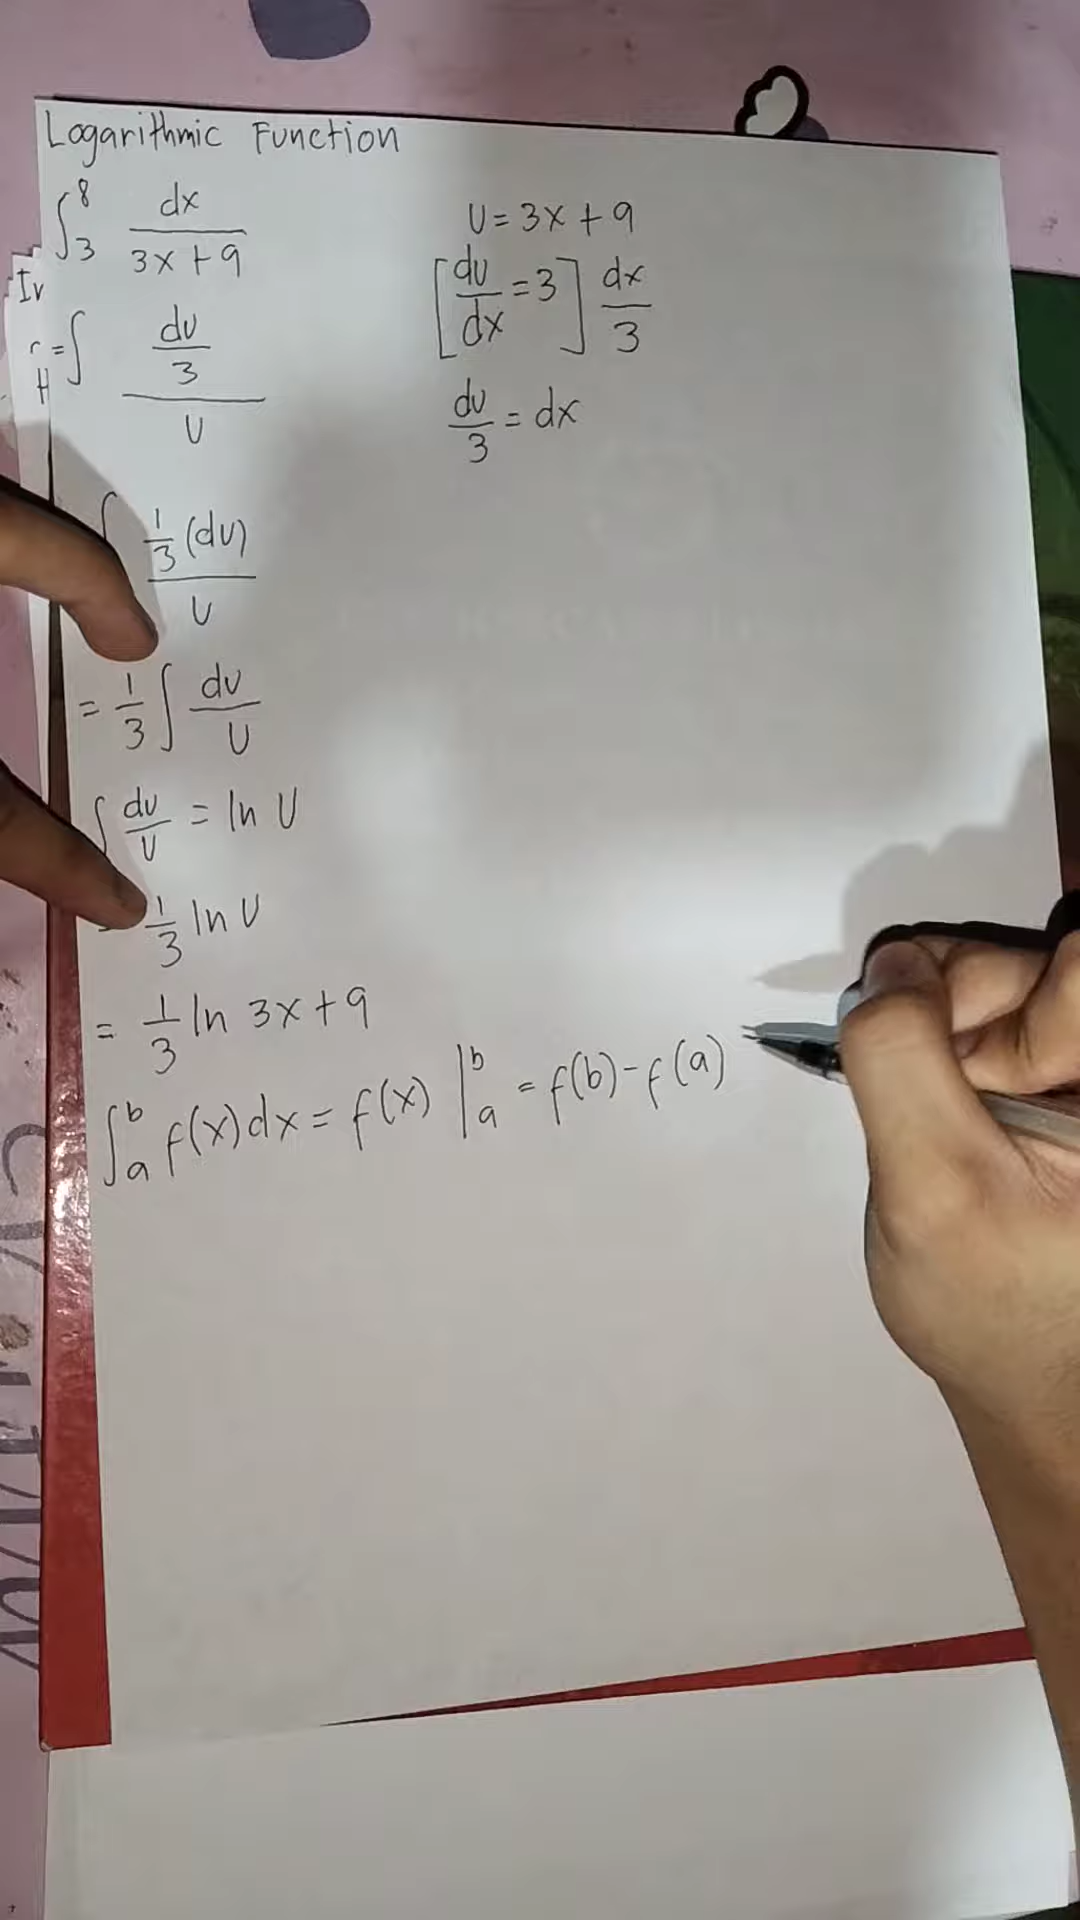 Logarithmic Function
∫₃⁸ dx/(3x+9)
= ∫ (du/3)/u
∫ (1/3(du))/u
= 1/3 ∫ du/u
∫ du/u = ln u
= 1/3 ln u
= 1/3 ln 3x+9
∫ₐᵇ f(x)dx = f(x) |ₐᵇ = f(b)-f(a)
u = 3x+9
[du/dx = 3] dx/3
du/3 = dx